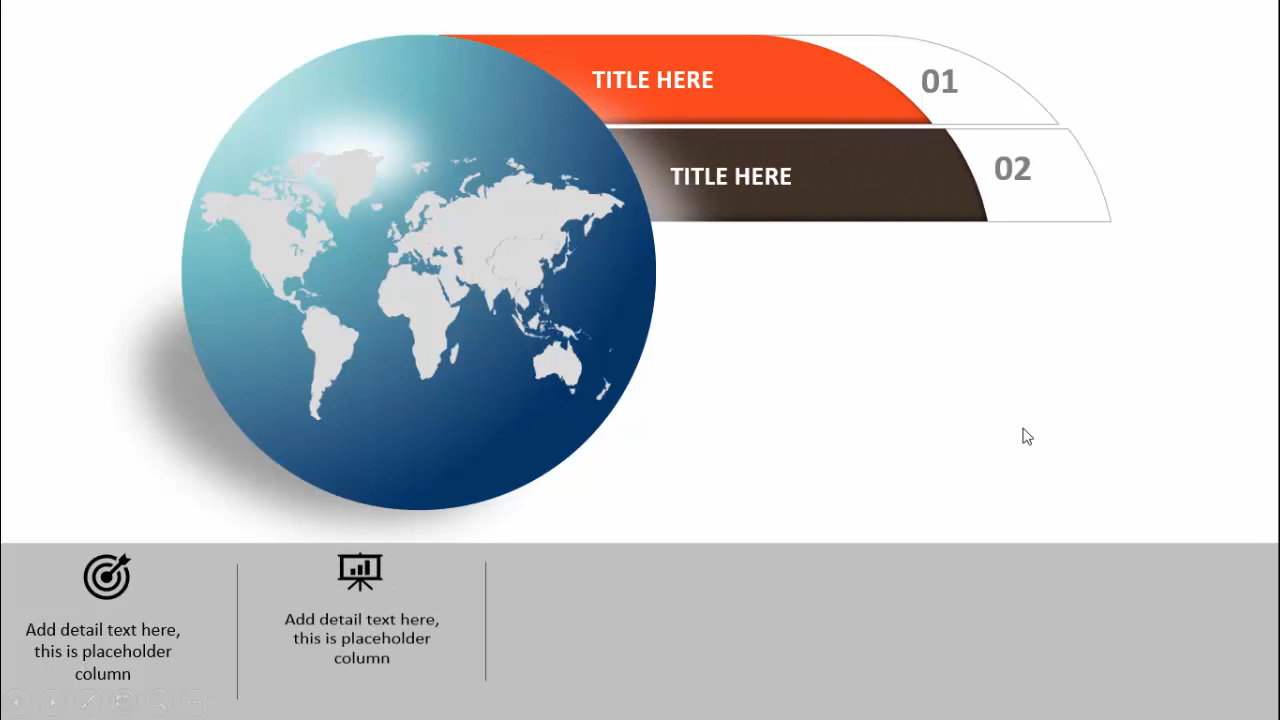 TITLE HERE
01
TITLE HERE
02
Add detail text here,
this is placeholder
column
Add detail text here,
this is placeholder
column